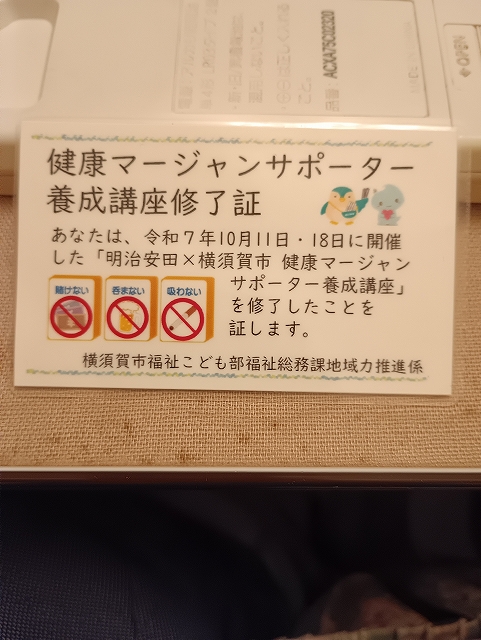 OPEN
品番 ACXA75C02320
健康マージャンサポーター
養成講座修了証
あなたは、令和7年10月11日・18日に開催
した「明治安田×横須賀市 健康マージャン
サポーター養成講座」
を修了したことを
証します。
賭けない
呑まない
吸わない
横須賀市福祉こども部福祉総務課地域力推進係